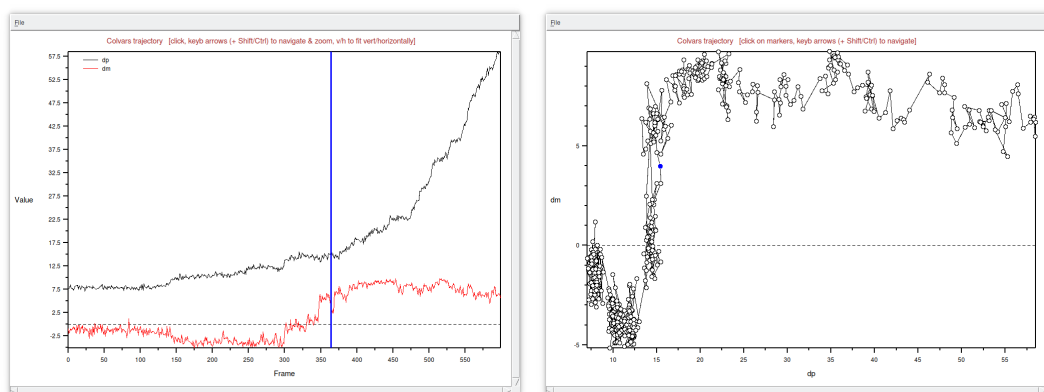 File
Colvars trajectory [click, keyb arrows (+ Shift/Ctrl) to navigate & zoom, v/h to fit vert/horizontally]
57.5
52.5
47.5
42.5
37.5
32.5
27.5
22.5
17.5
12.5
7.5
2.5
-2.5
dp
dm
Value
0 50 100 150 200 250 300 350 400 450 500 550
Frame
File
Colvars trajectory [click on markers, keyb arrows (+ Shift/Ctrl) to navigate]
5
0
-5
dm
10 15 20 25 30 35 40 45 50 55
dp